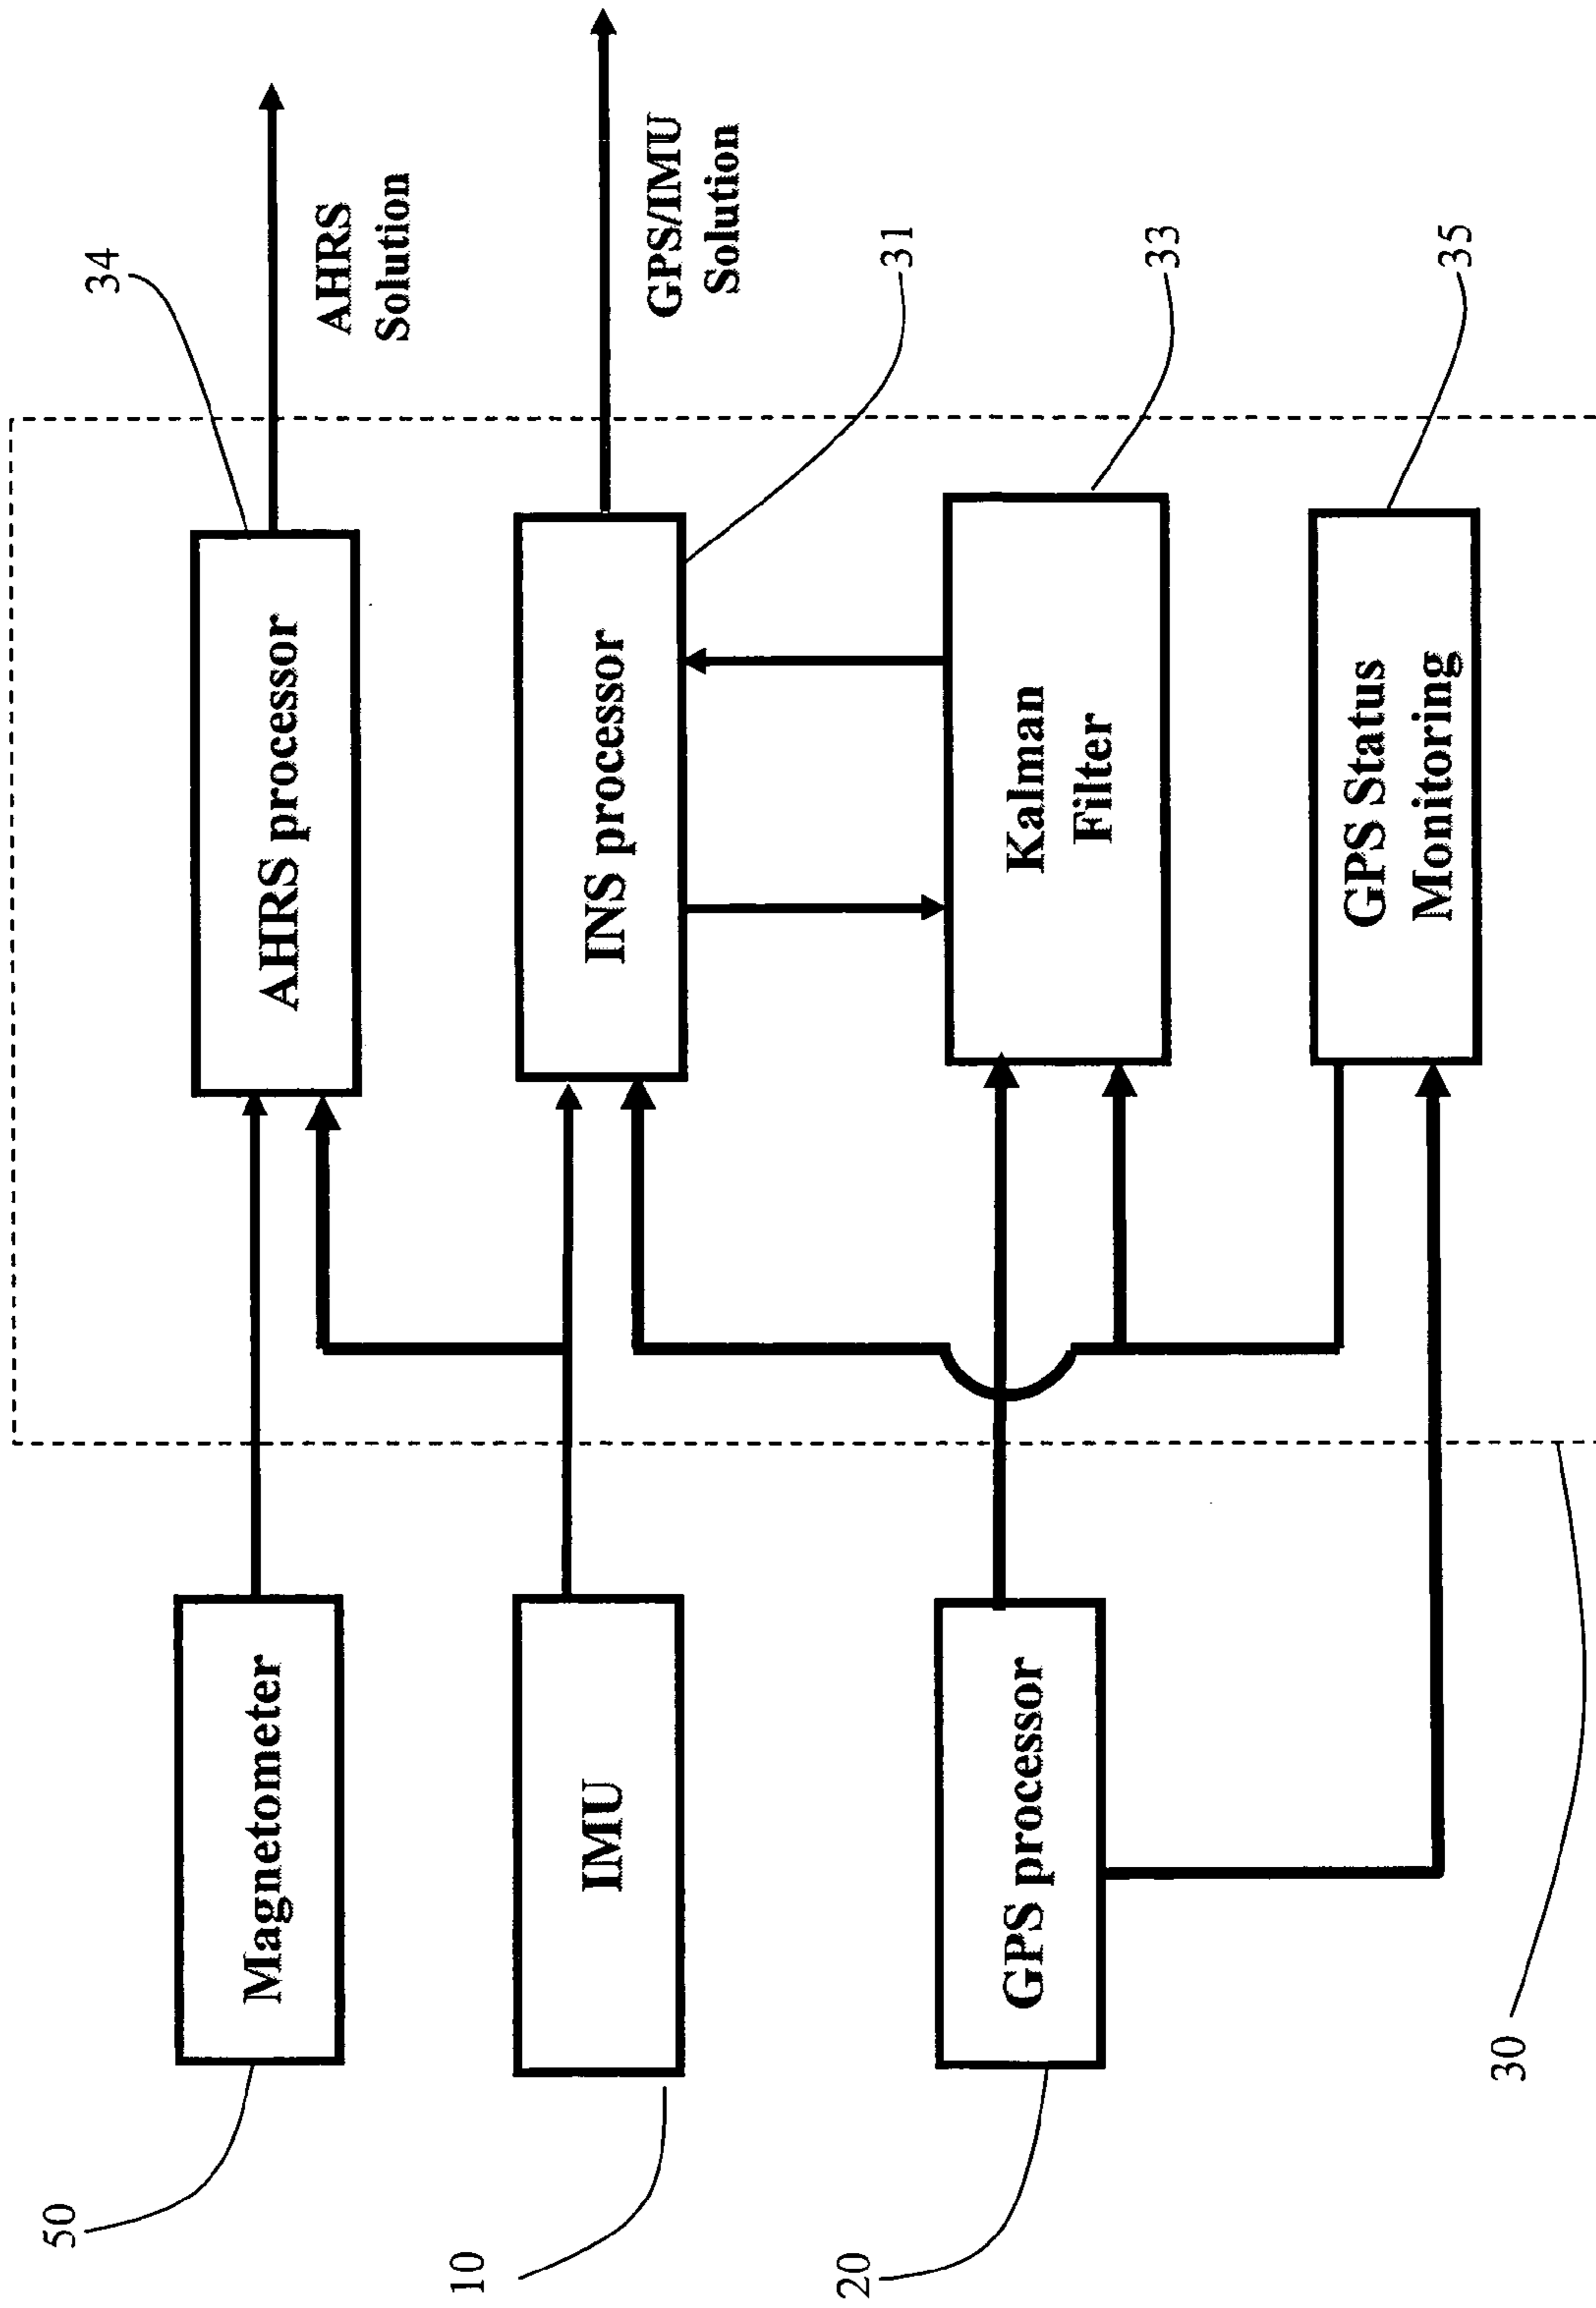 34
AHRS
Solution
GPS/IMU
Solution
31
33
35
AHRS processor
INS processor
Kalman
Filter
GPS Status
Monitoring
Magnetometer
IMU
GPS processor
50
10
20
30